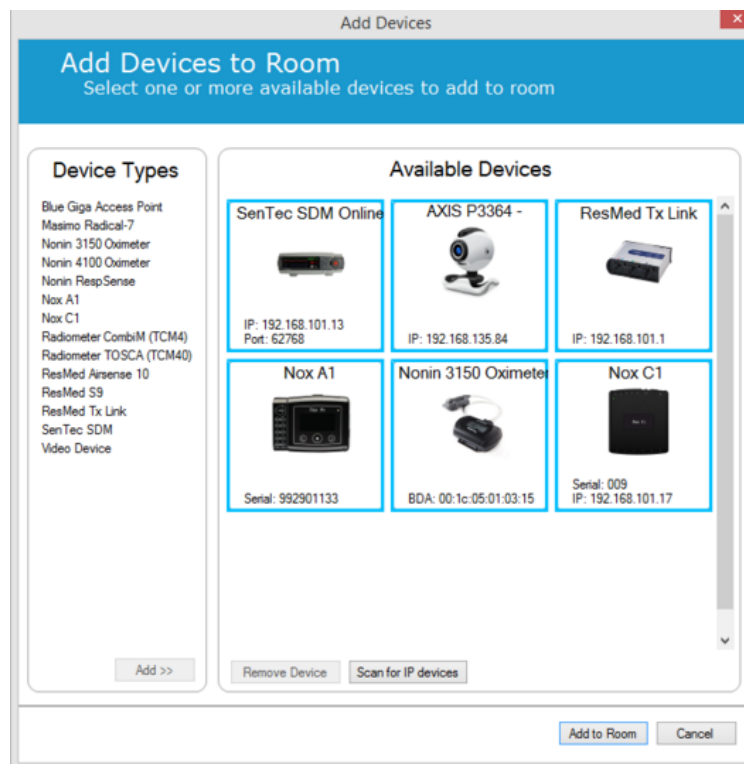 Add Devices
Add Devices to Room
Select one or more available devices to add to room
Device Types
Blue Giga Access Point
Masimo Radical-7
Nonin 3150 Oximeter
Nonin 4100 Oximeter
Nonin RespSense
Nox A1
Nox C1
Radiometer CombiM (TCM4)
Radiometer TOSCA (TCM40)
ResMed Airsense 10
ResMed S9
ResMed Tx Link
SenTec SDM
Video Device
Add >>
Available Devices
SenTec SDM Online
IP: 192.168.101.13
Port: 62768
AXIS P3364 -
IP: 192.168.135.84
ResMed Tx Link
IP: 192.168.101.1
Nox A1
Serial: 992901133
Nonin 3150 Oximeter
BDA: 00:1c:05:01:03:15
Nox C1
Nox C1
Serial: 009
IP: 192.168.101.17
Remove Device
Scan for IP devices
Add to Room
Cancel